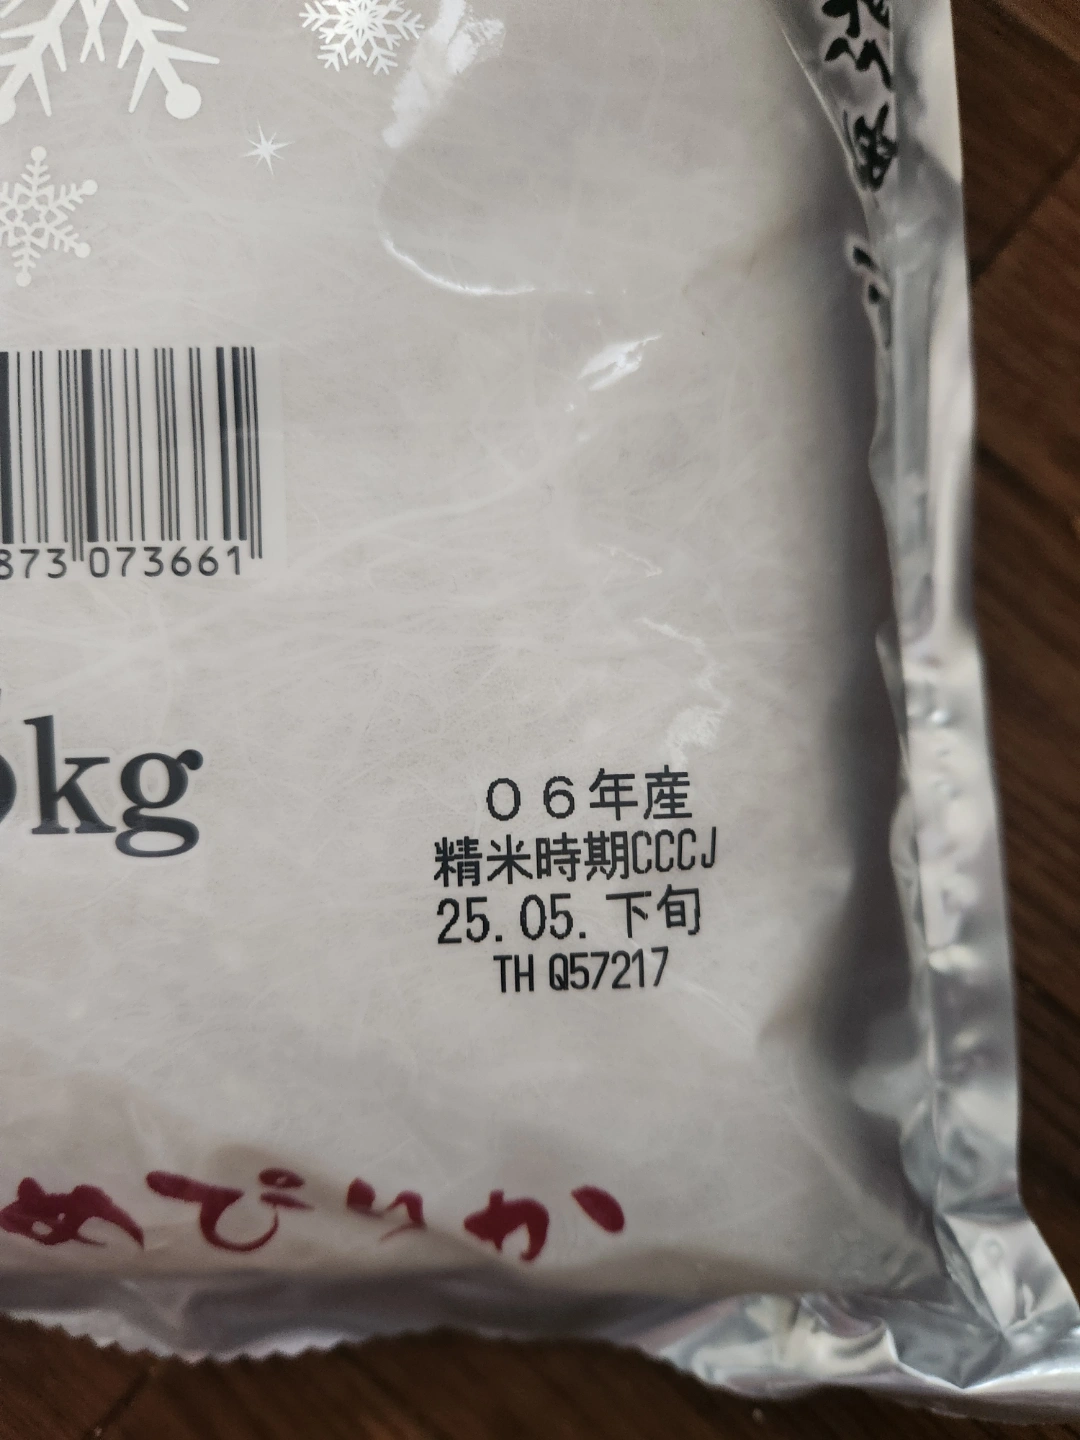 873 073661
kg
06年産
精米時期CCCJ
25.05.下旬
TH Q57217
めぴりか